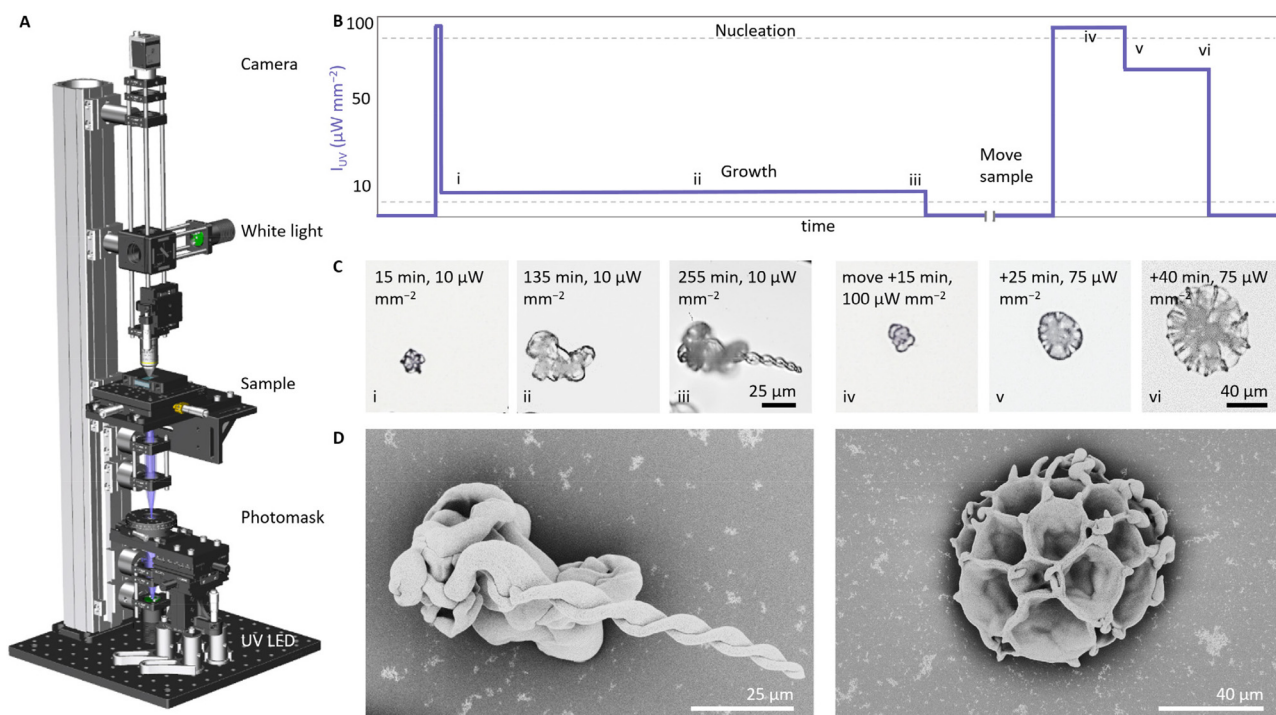 A
Camera
White light
Sample
Photomask
UV LED
B
I_UV (µW mm⁻²)
100
50
10
Nucleation
Growth
Move
sample
i
ii
iii
iv
v
vi
time
C
15 min, 10 µW
mm⁻²
i
135 min, 10 µW
mm⁻²
ii
255 min, 10 µW
mm⁻²
iii
25 µm
move +15 min,
100 µW mm⁻²
iv
+25 min, 75 µW
mm⁻²
v
+40 min, 75 µW
mm⁻²
vi
40 µm
D
25 µm
40 µm